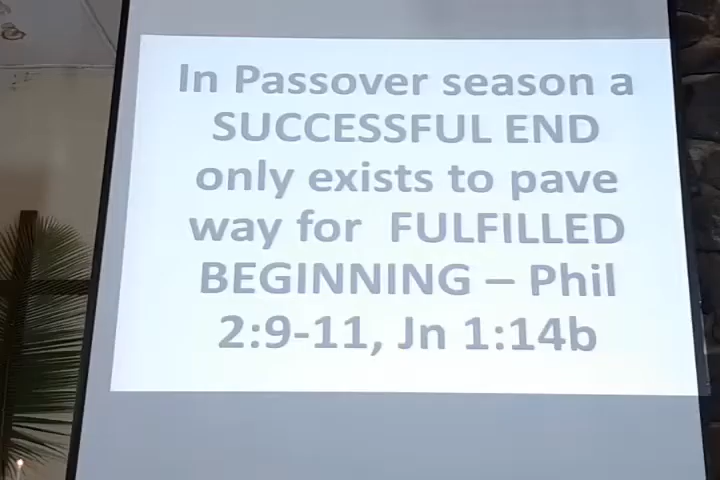 In Passover season a
SUCCESSFUL END
only exists to pave
way for FULFILLED
BEGINNING – Phil
2:9-11, Jn 1:14b